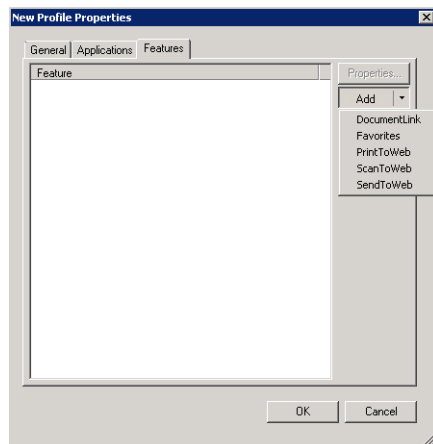 New Profile Properties
General Applications Features
Feature
Properties...
Add
DocumentLink
Favorites
PrintToWeb
ScanToWeb
SendToWeb
OK Cancel